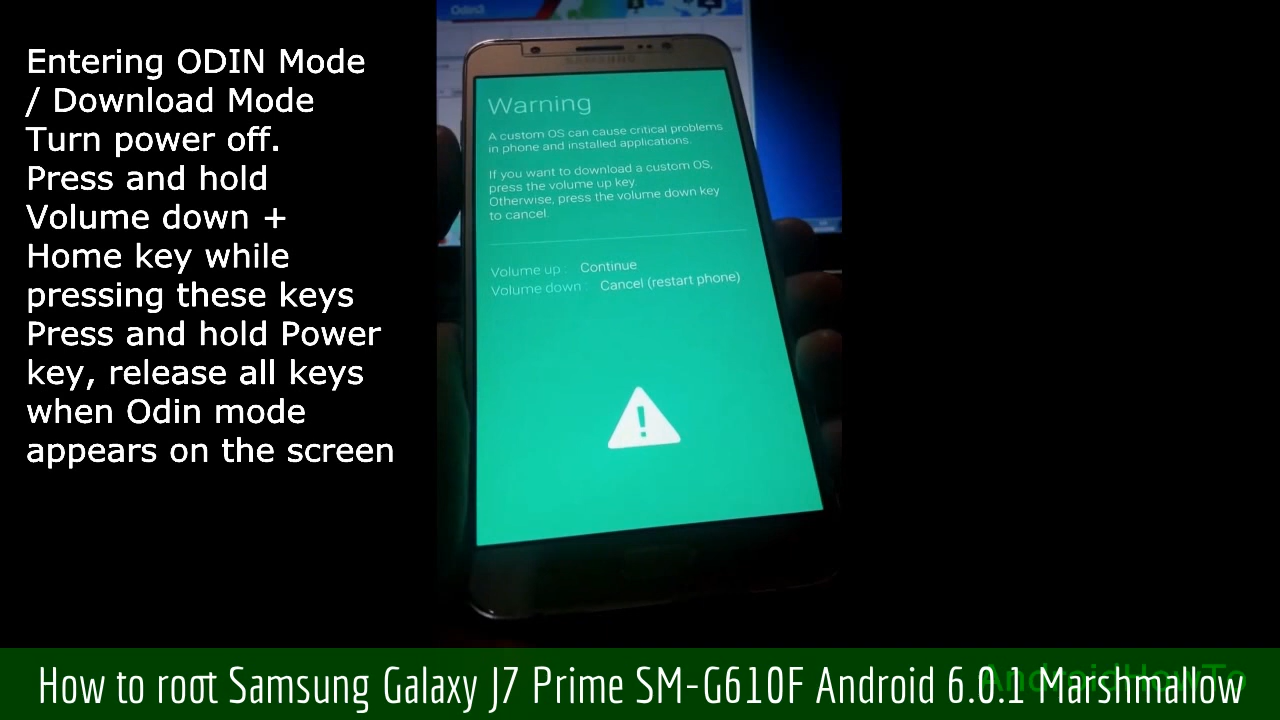 Odin3
Entering ODIN Mode
/ Download Mode
Turn power off.
Press and hold
Volume down +
Home key while
pressing these keys
Press and hold Power
key, release all keys
when Odin mode
appears on the screen
SAMSUNG
Warning
A custom OS can cause critical problems
in phone and installed applications.
If you want to download a custom OS,
press the volume up key.
Otherwise, press the volume down key
to cancel.
Volume up : Continue
Volume down : Cancel (restart phone)
How to root Samsung Galaxy J7 Prime SM-G610F Android 6.0.1 Marshmallow
AndroidHowTo